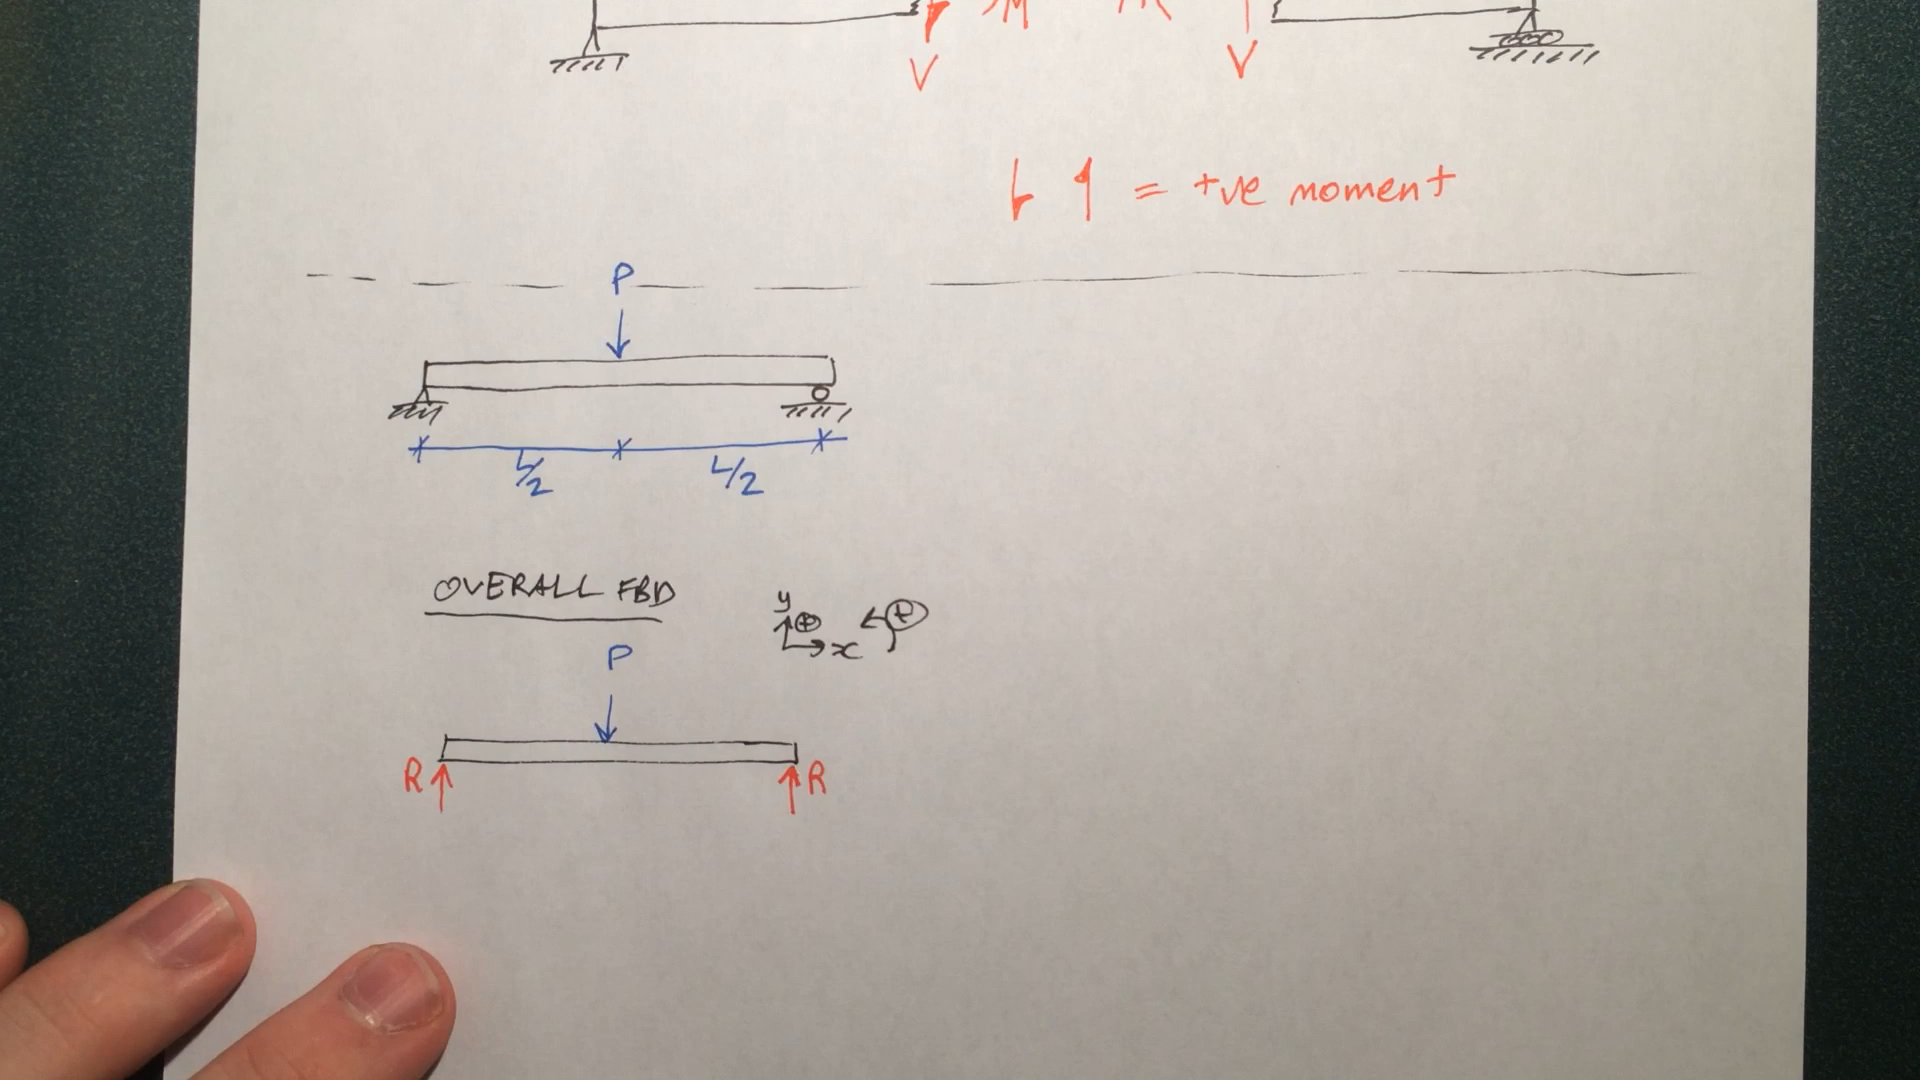 M
V
V
= +ve moment
P
L/2
L/2
OVERALL FBD
y
+
+
x
P
R
R